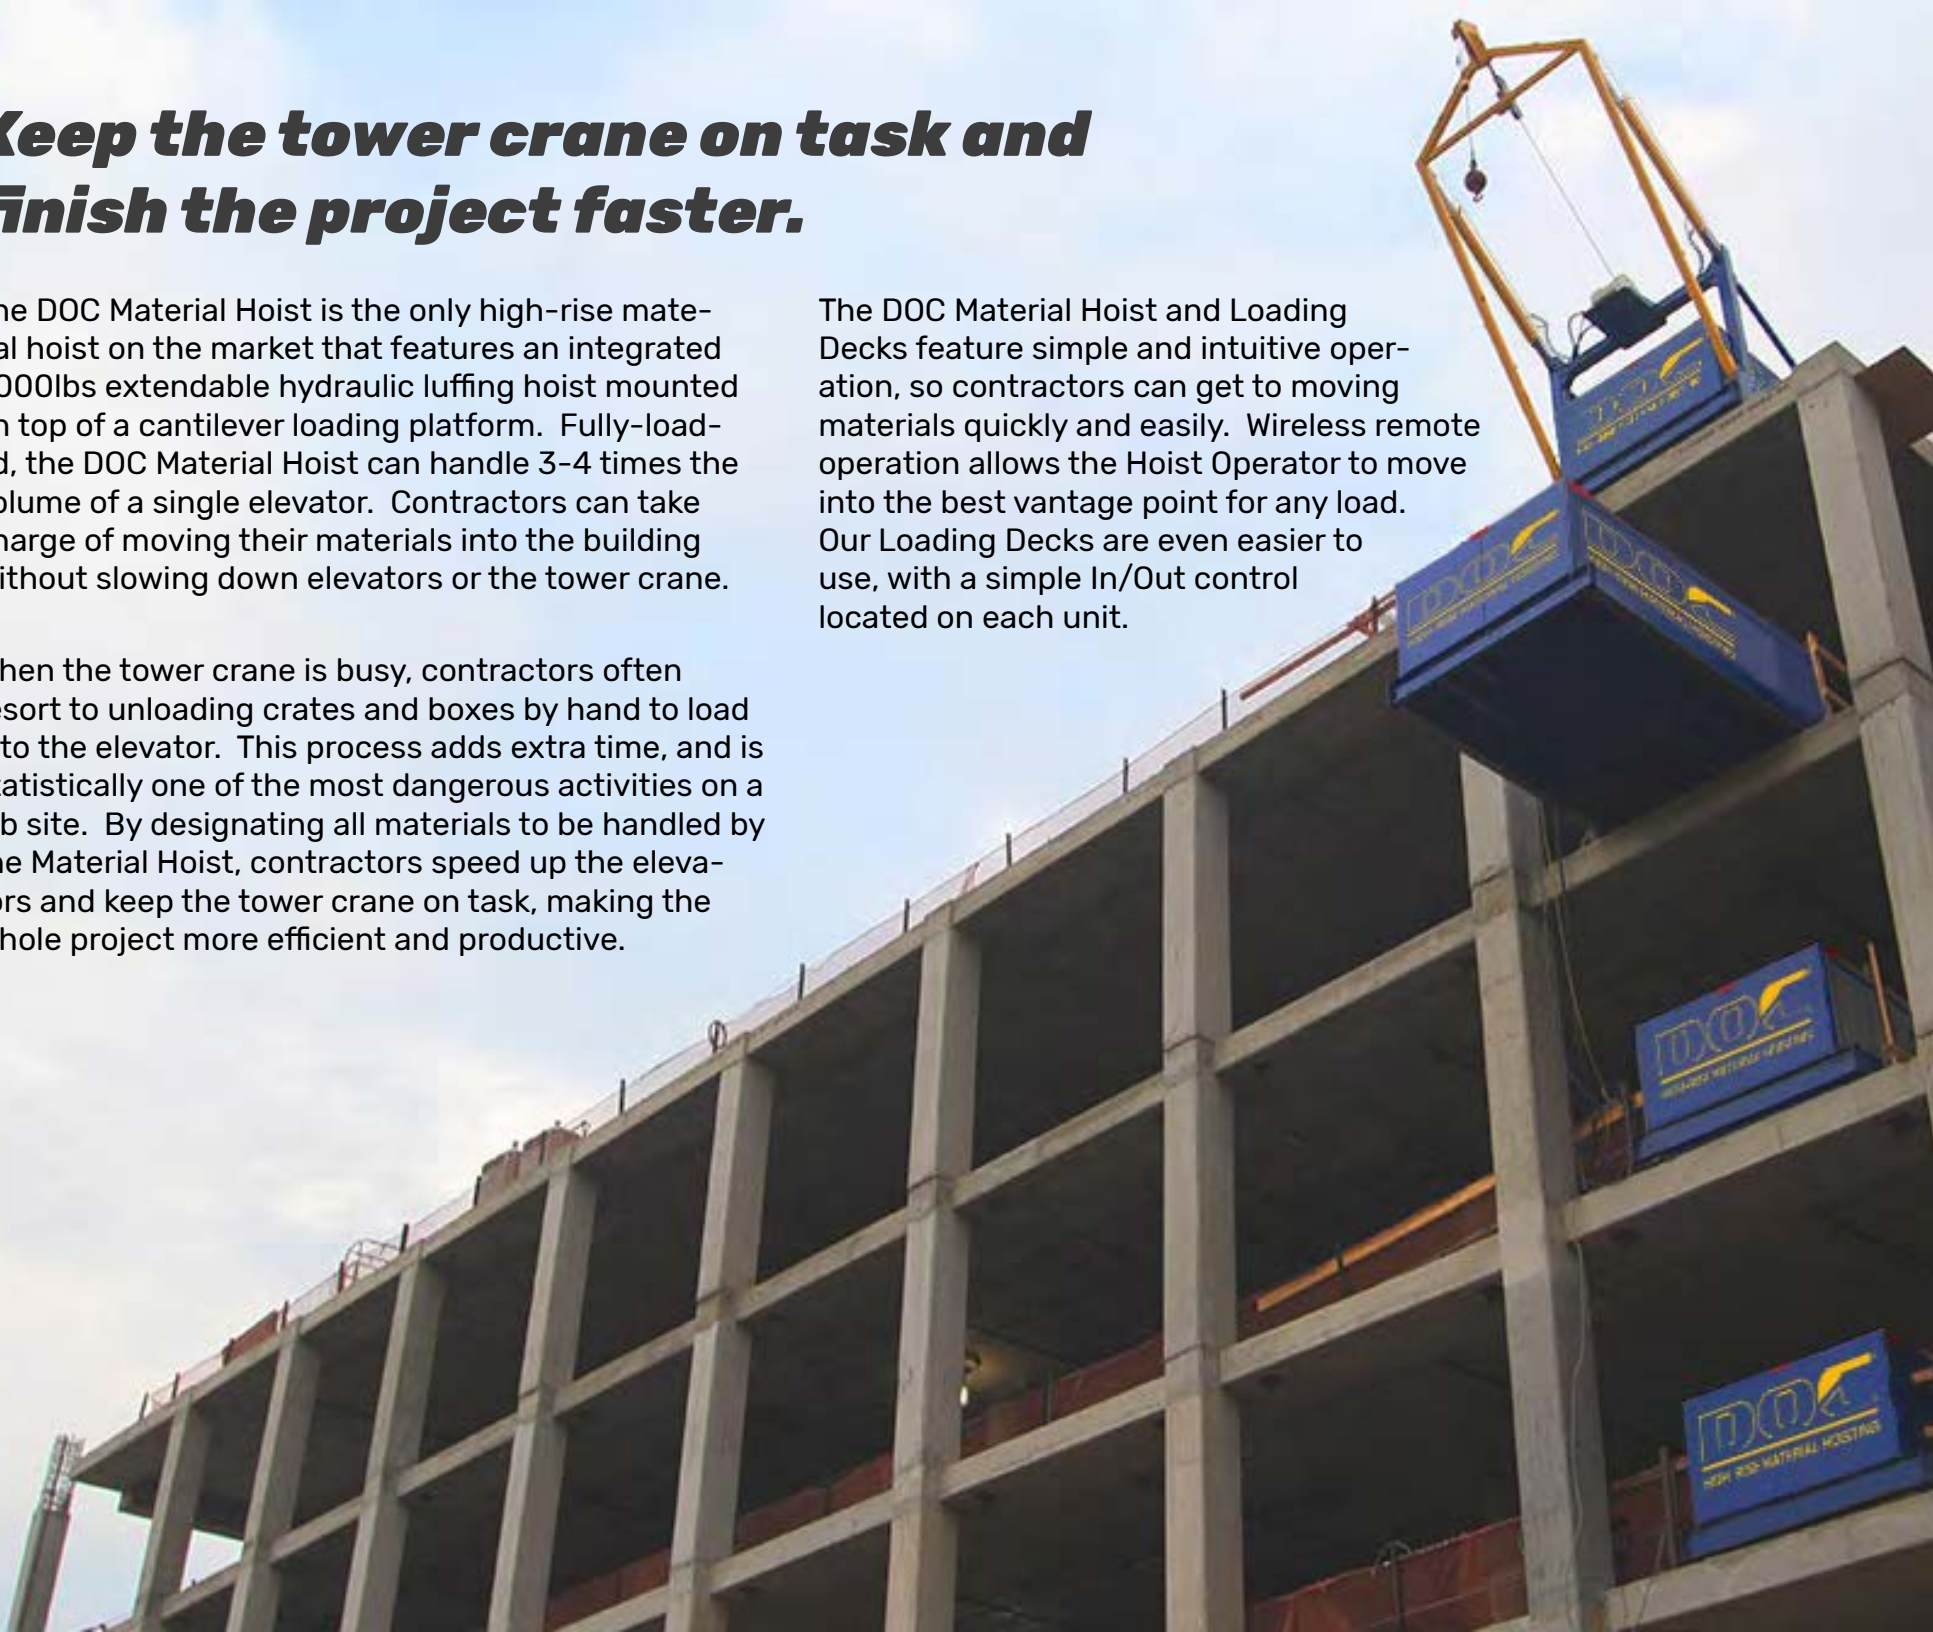 Keep the tower crane on task and
finish the project faster.
he DOC Material Hoist is the only high-rise mate-
al hoist on the market that features an integrated
000lbs extendable hydraulic luffing hoist mounted
n top of a cantilever loading platform.  Fully-load-
d, the DOC Material Hoist can handle 3-4 times the
olume of a single elevator.  Contractors can take
harge of moving their materials into the building
ithout slowing down elevators or the tower crane.
hen the tower crane is busy, contractors often
esort to unloading crates and boxes by hand to load
to the elevator.  This process adds extra time, and is
tatistically one of the most dangerous activities on a
b site.  By designating all materials to be handled by
he Material Hoist, contractors speed up the eleva-
ors and keep the tower crane on task, making the
hole project more efficient and productive.
The DOC Material Hoist and Loading
Decks feature simple and intuitive oper-
ation, so contractors can get to moving
materials quickly and easily.  Wireless remote
operation allows the Hoist Operator to move
into the best vantage point for any load.
Our Loading Decks are even easier to
use, with a simple In/Out control
located on each unit.
DOC
DOC
DOC
DOC
HIGH RISE MATERIAL HOISTING
DOC
HIGH RISE MATERIAL HOISTING